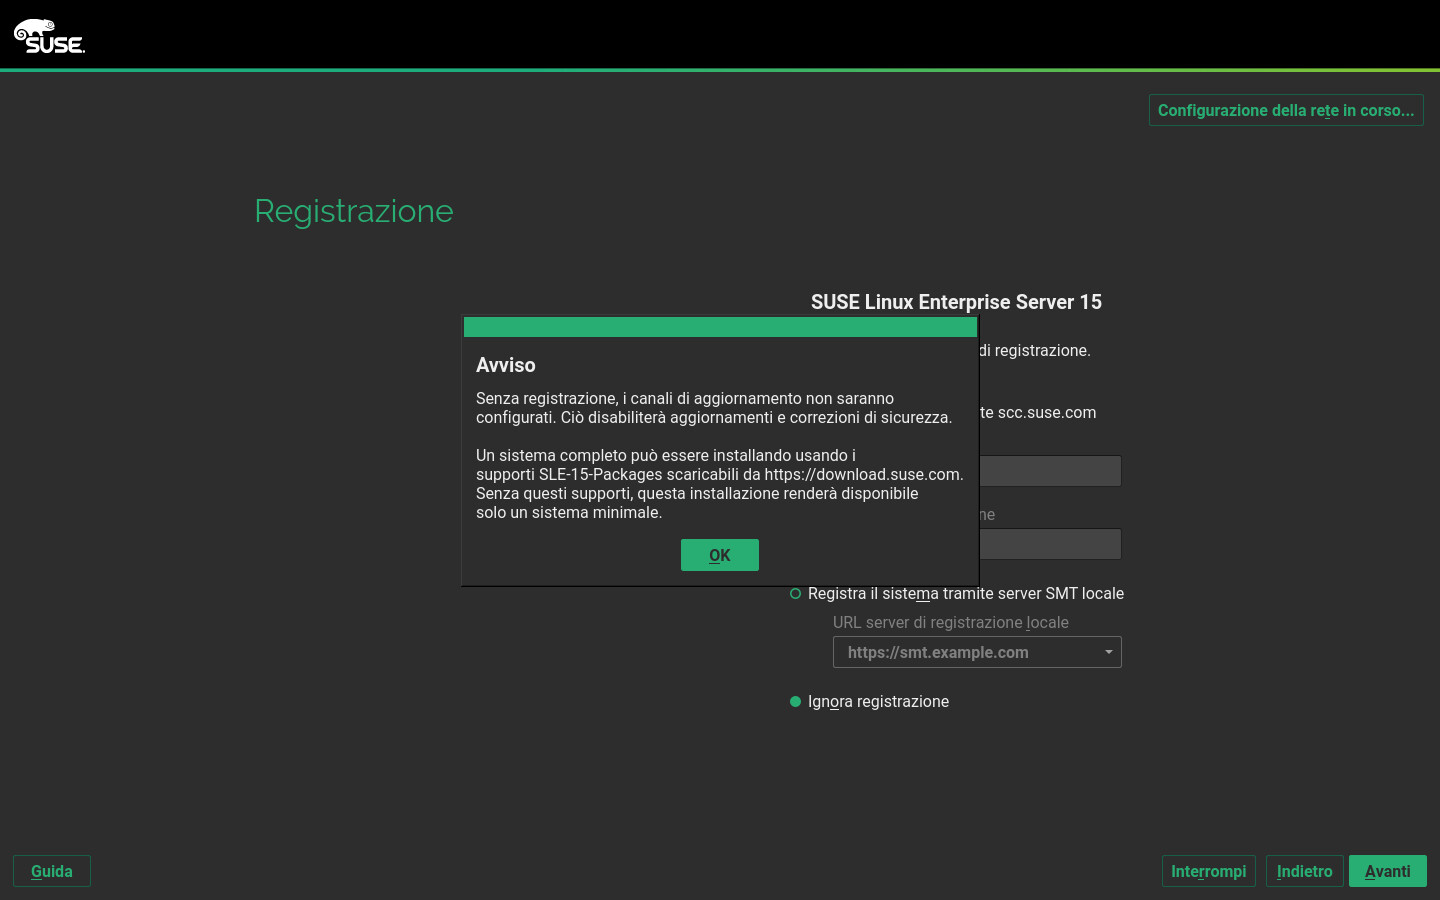 SUSE
Configurazione della rete in corso...
Registrazione
SUSE Linux Enterprise Server 15
di registrazione.
Avviso
Senza registrazione, i canali di aggiornamento non saranno
configurati. Ciò disabiliterà aggiornamenti e correzioni di sicurezza.
te scc.suse.com
Un sistema completo può essere installando usando i
supporti SLE-15-Packages scaricabili da https://download.suse.com.
Senza questi supporti, questa installazione renderà disponibile
solo un sistema minimale.
ne
OK
Registra il sistema tramite server SMT locale
URL server di registrazione locale
https://smt.example.com
Ignora registrazione
Guida
Interrompi
Indietro
Avanti